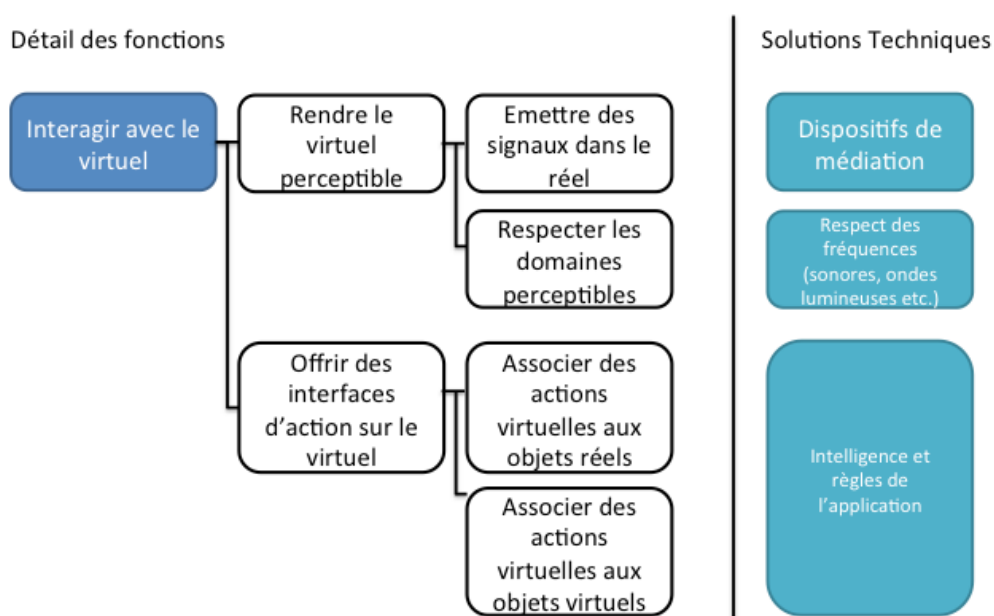 Détail des fonctions
Solutions Techniques
Interagir avec le
virtuel
Rendre le
virtuel
perceptible
Emettre des
signaux dans le
réel
Dispositifs de
médiation
Respecter les
domaines
perceptibles
Respect des
fréquences
(sonores, ondes
lumineuses etc.)
Offrir des
interfaces
d'action sur le
virtuel
Associer des
actions
virtuelles aux
objets réels
Intelligence et
règles de
l'application
Associer des
actions
virtuelles aux
objets virtuels